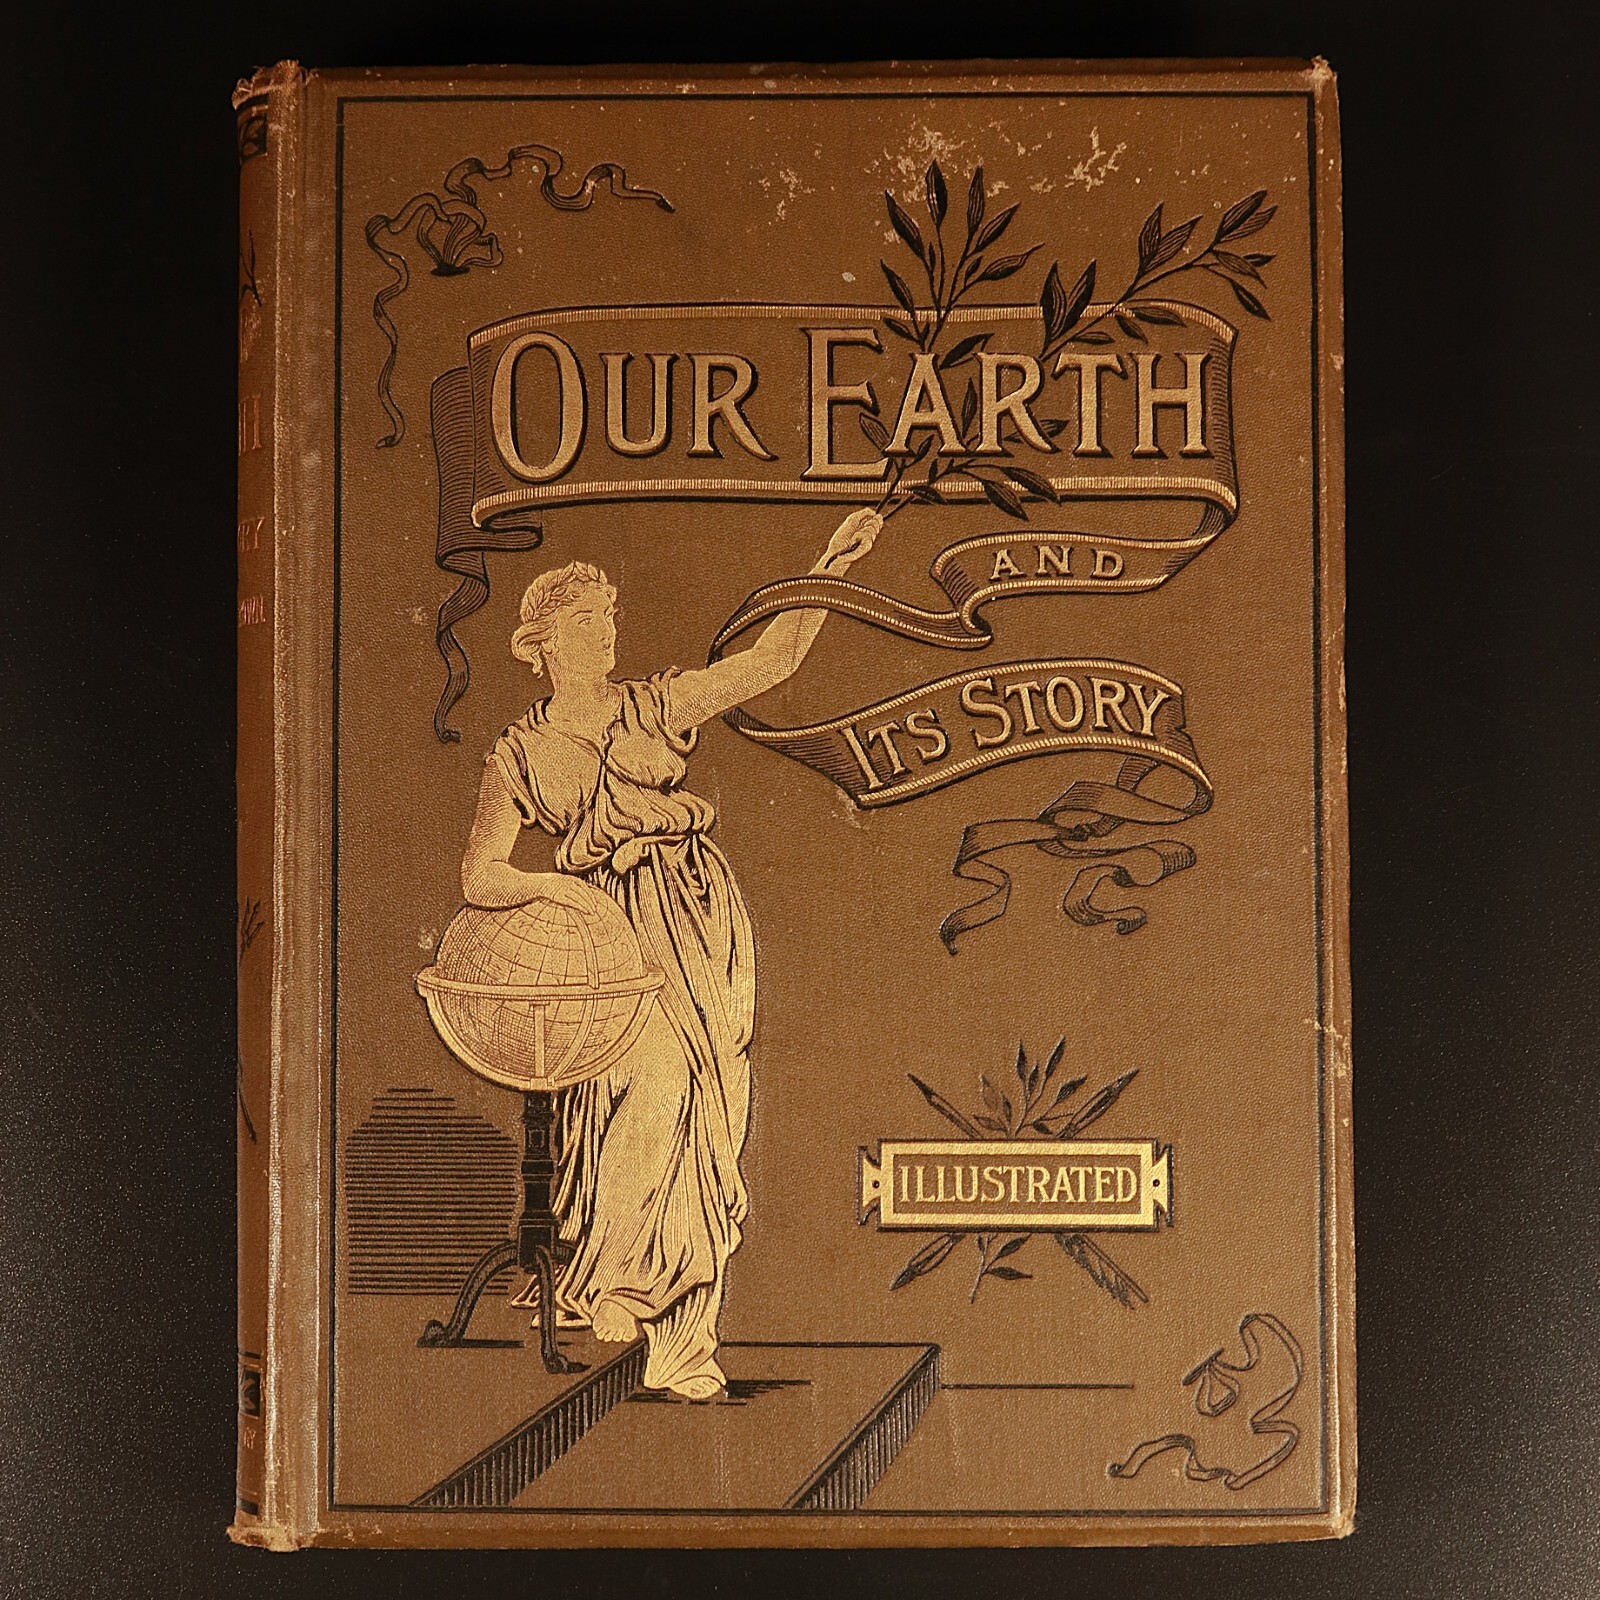 OUR EARTH
AND
ITS STORY
ILLUSTRATED